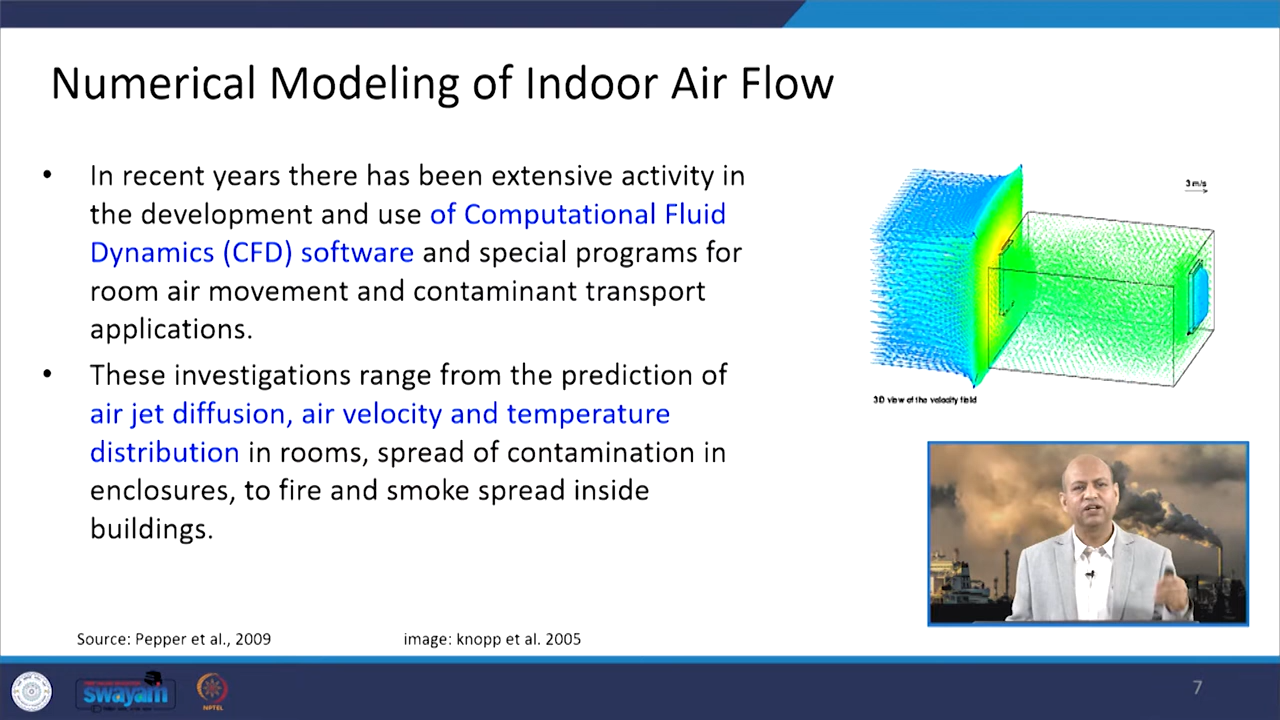 Numerical Modeling of Indoor Air Flow
• In recent years there has been extensive activity in
the development and use of Computational Fluid
Dynamics (CFD) software and special programs for
room air movement and contaminant transport
applications.
• These investigations range from the prediction of
air jet diffusion, air velocity and temperature
distribution in rooms, spread of contamination in
enclosures, to fire and smoke spread inside
buildings.
3 m/s
3D view of the velocity field
Source: Pepper et al., 2009
image: knopp et al. 2005
swayam
NPTEL
7